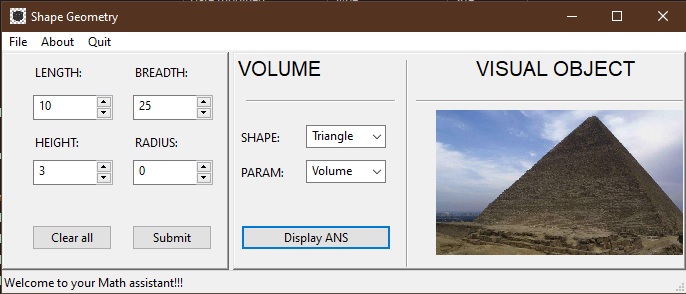 Shape Geometry
File About Quit
LENGTH: BREADTH:
10 25
HEIGHT: RADIUS:
3 0
Clear all Submit
VOLUME
SHAPE: Triangle
PARAM: Volume
Display ANS
VISUAL OBJECT
Welcome to your Math assistant!!!